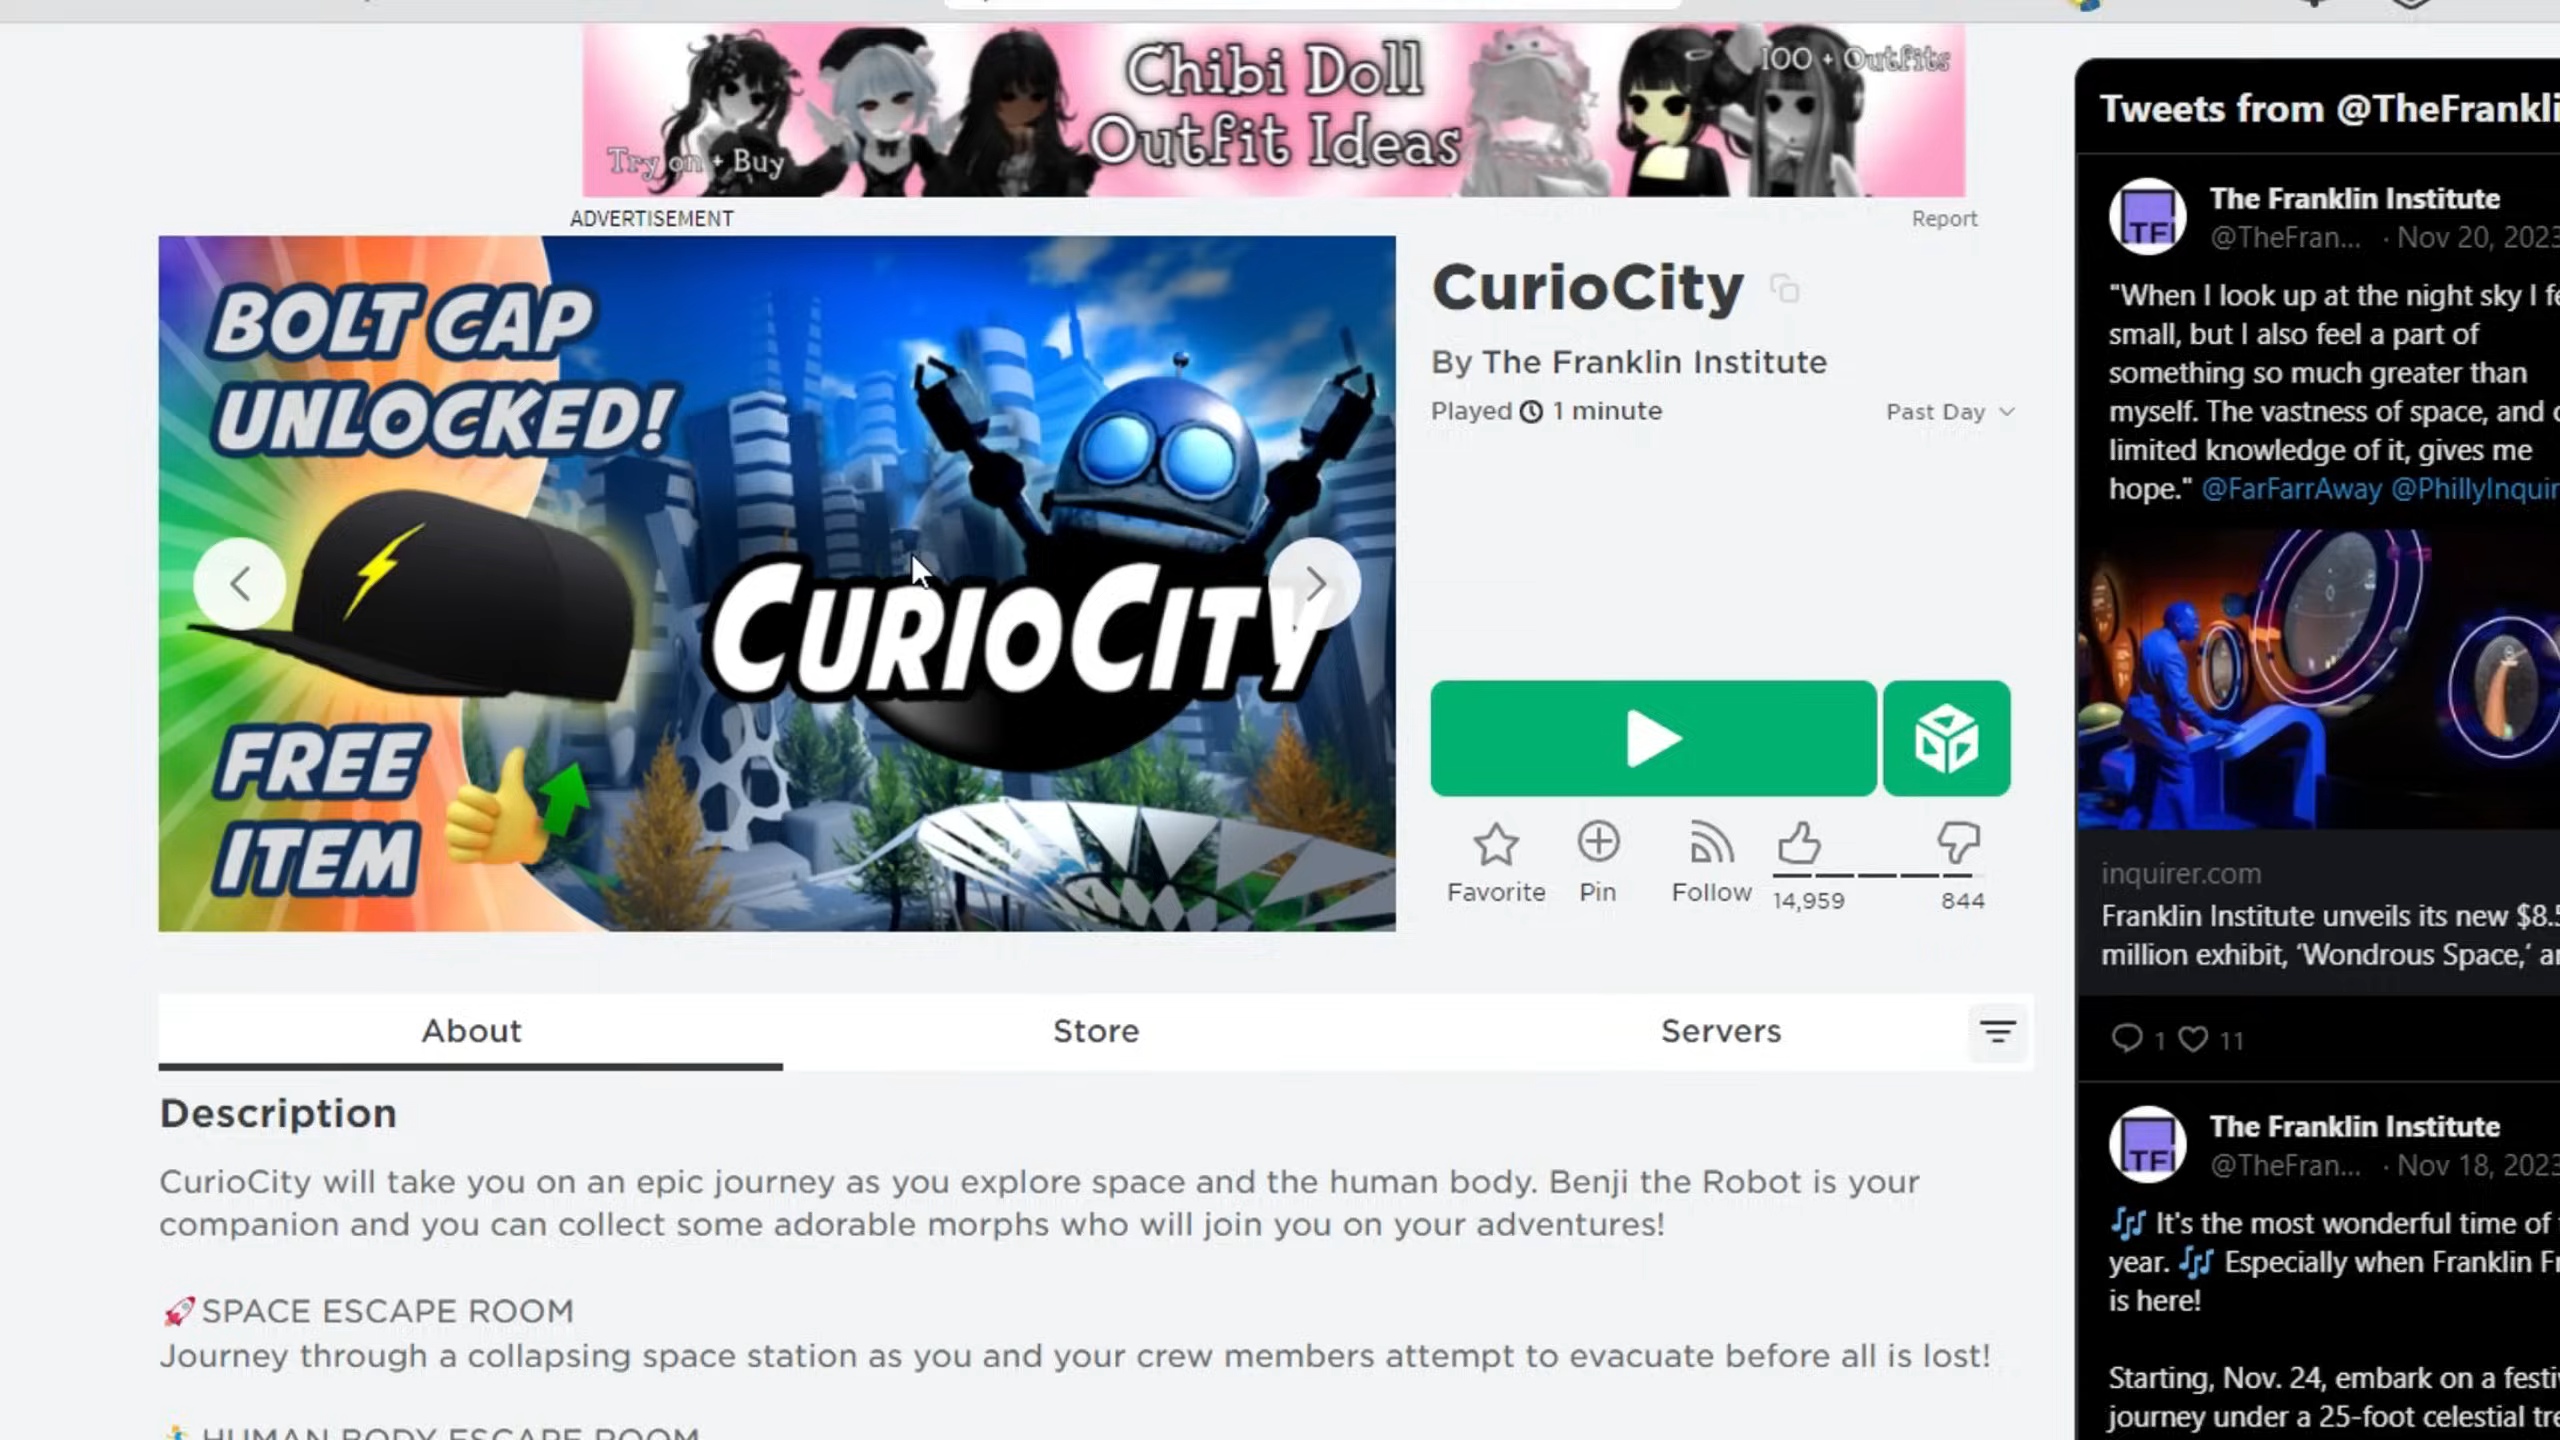 Chibi Doll
Outfit Ideas
100 + Outfits
Try on + Buy
ADVERTISEMENT
Report
BOLT CAP
UNLOCKED!
FREE
ITEM
CURIOCITY
CurioCity
By The Franklin Institute
Played 1 minute
Past Day
Favorite
Pin
Follow
14,959
844
About
Store
Servers
Description
CurioCity will take you on an epic journey as you explore space and the human body. Benji the Robot is your
companion and you can collect some adorable morphs who will join you on your adventures!
🚀SPACE ESCAPE ROOM
Journey through a collapsing space station as you and your crew members attempt to evacuate before all is lost!
HUMAN BODY ESCAPE ROOM
Tweets from @TheFrankli
TFI
The Franklin Institute
@TheFran... · Nov 20, 2023
"When I look up at the night sky I fe
small, but I also feel a part of
something so much greater than
myself. The vastness of space, and
limited knowledge of it, gives me
hope." @FarFarrAway @PhillyInquir
inquirer.com
Franklin Institute unveils its new $8.5
million exhibit, ‘Wondrous Space,’
1
11
TFI
The Franklin Institute
@TheFran... · Nov 18, 2023
🎶 It's the most wonderful time of
year. 🎶 Especially when Franklin
is here!
Starting, Nov. 24, embark on a festi
journey under a 25-foot celestial